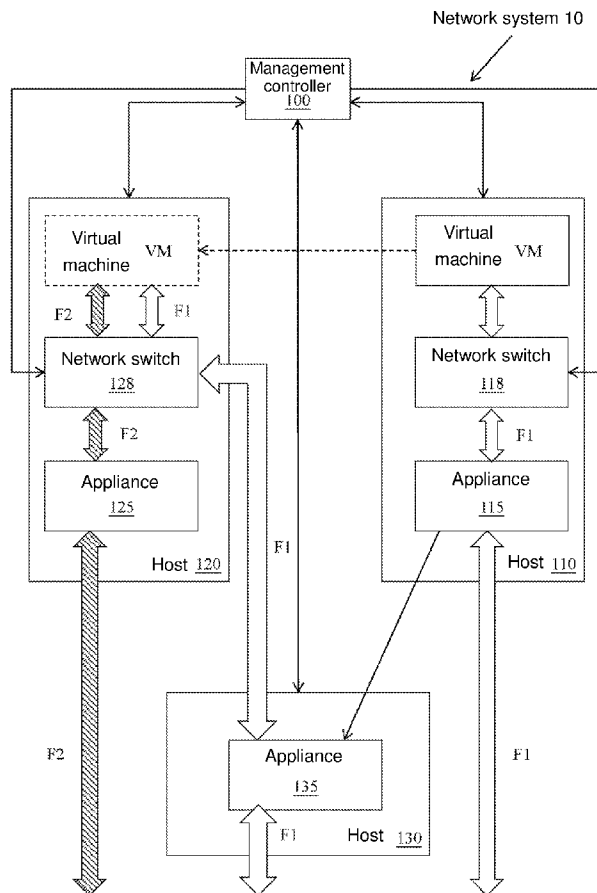 Network system 10
Management
controller
100
Virtual
machine VM
Virtual
machine VM
F2
F1
Network switch
128
Network switch
118
F2
F1
Appliance
125
Appliance
115
F1
Host 120
Host 110
F2
F1
Appliance
135
F1
Host 130